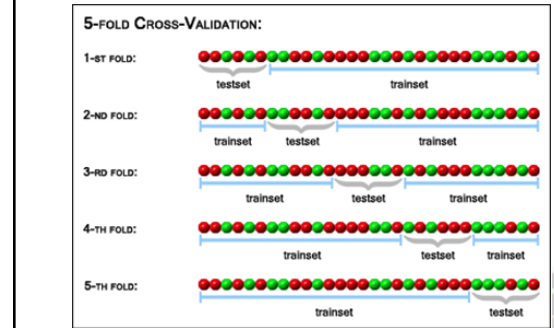 5-FOLD CROSS-VALIDATION:
1-ST FOLD:
testset trainset
2-ND FOLD:
trainset testset trainset
3-RD FOLD:
trainset testset trainset
4-TH FOLD:
trainset testset trainset
5-TH FOLD:
trainset testset